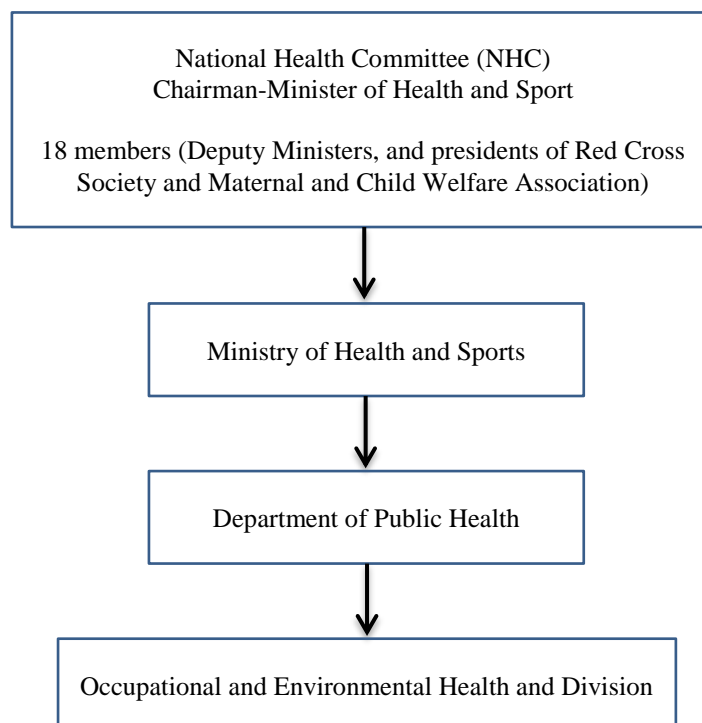 National Health Committee (NHC)
Chairman-Minister of Health and Sport
18 members (Deputy Ministers, and presidents of Red Cross
Society and Maternal and Child Welfare Association)
Ministry of Health and Sports
Department of Public Health
Occupational and Environmental Health and Division